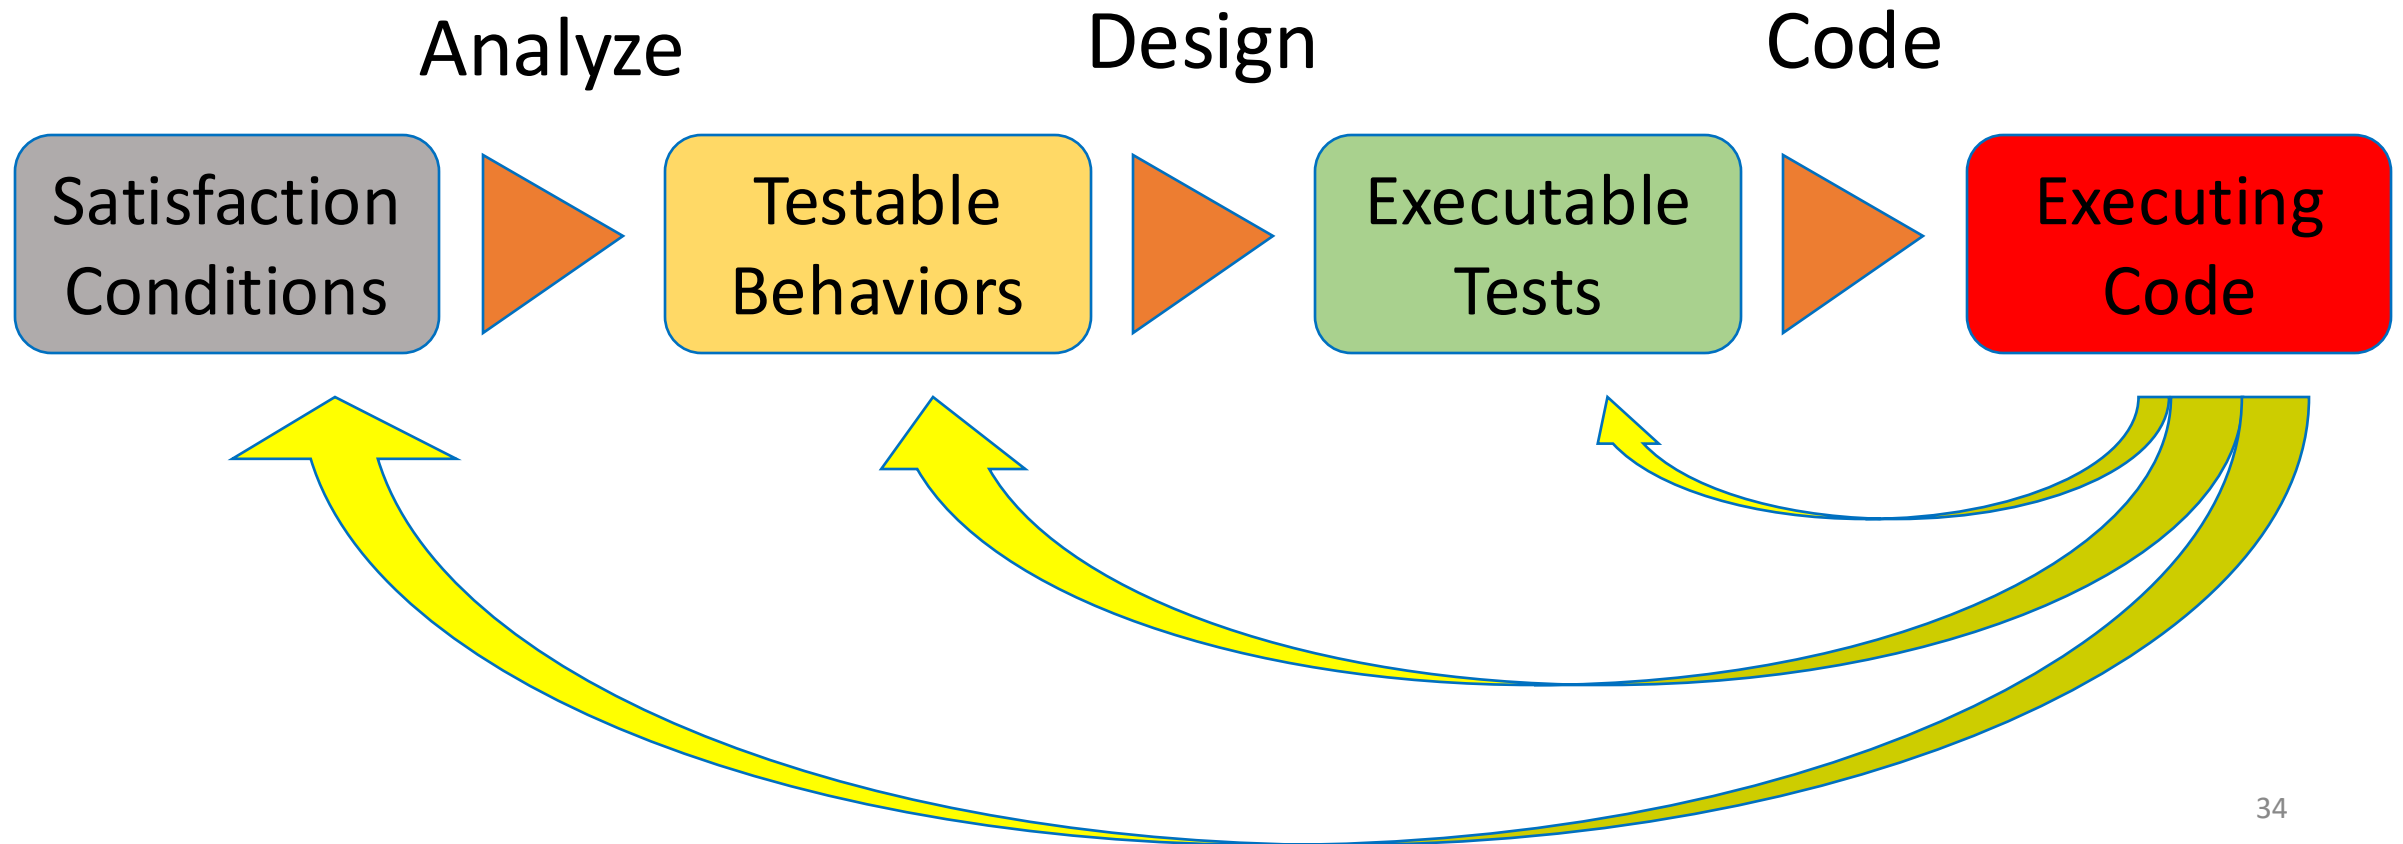 Analyze
Design
Code
Satisfaction
Conditions
Testable
Behaviors
Executable
Tests
Executing
Code
34